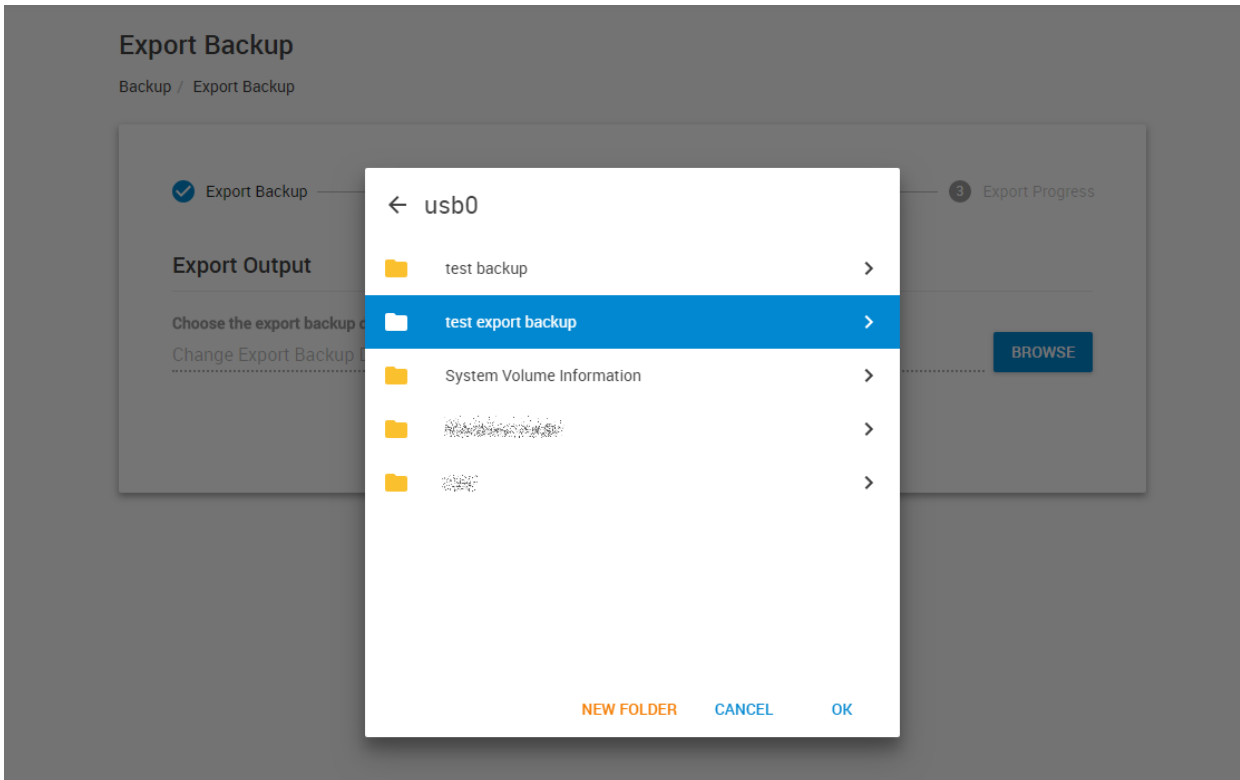 Export Backup
Backup / Export Backup
Export Backup
3 Export Progress
Export Output
Choose the export backup
Change Export Backup
BROWSE
usb0
test backup
test export backup
System Volume Information
NEW FOLDER CANCEL OK